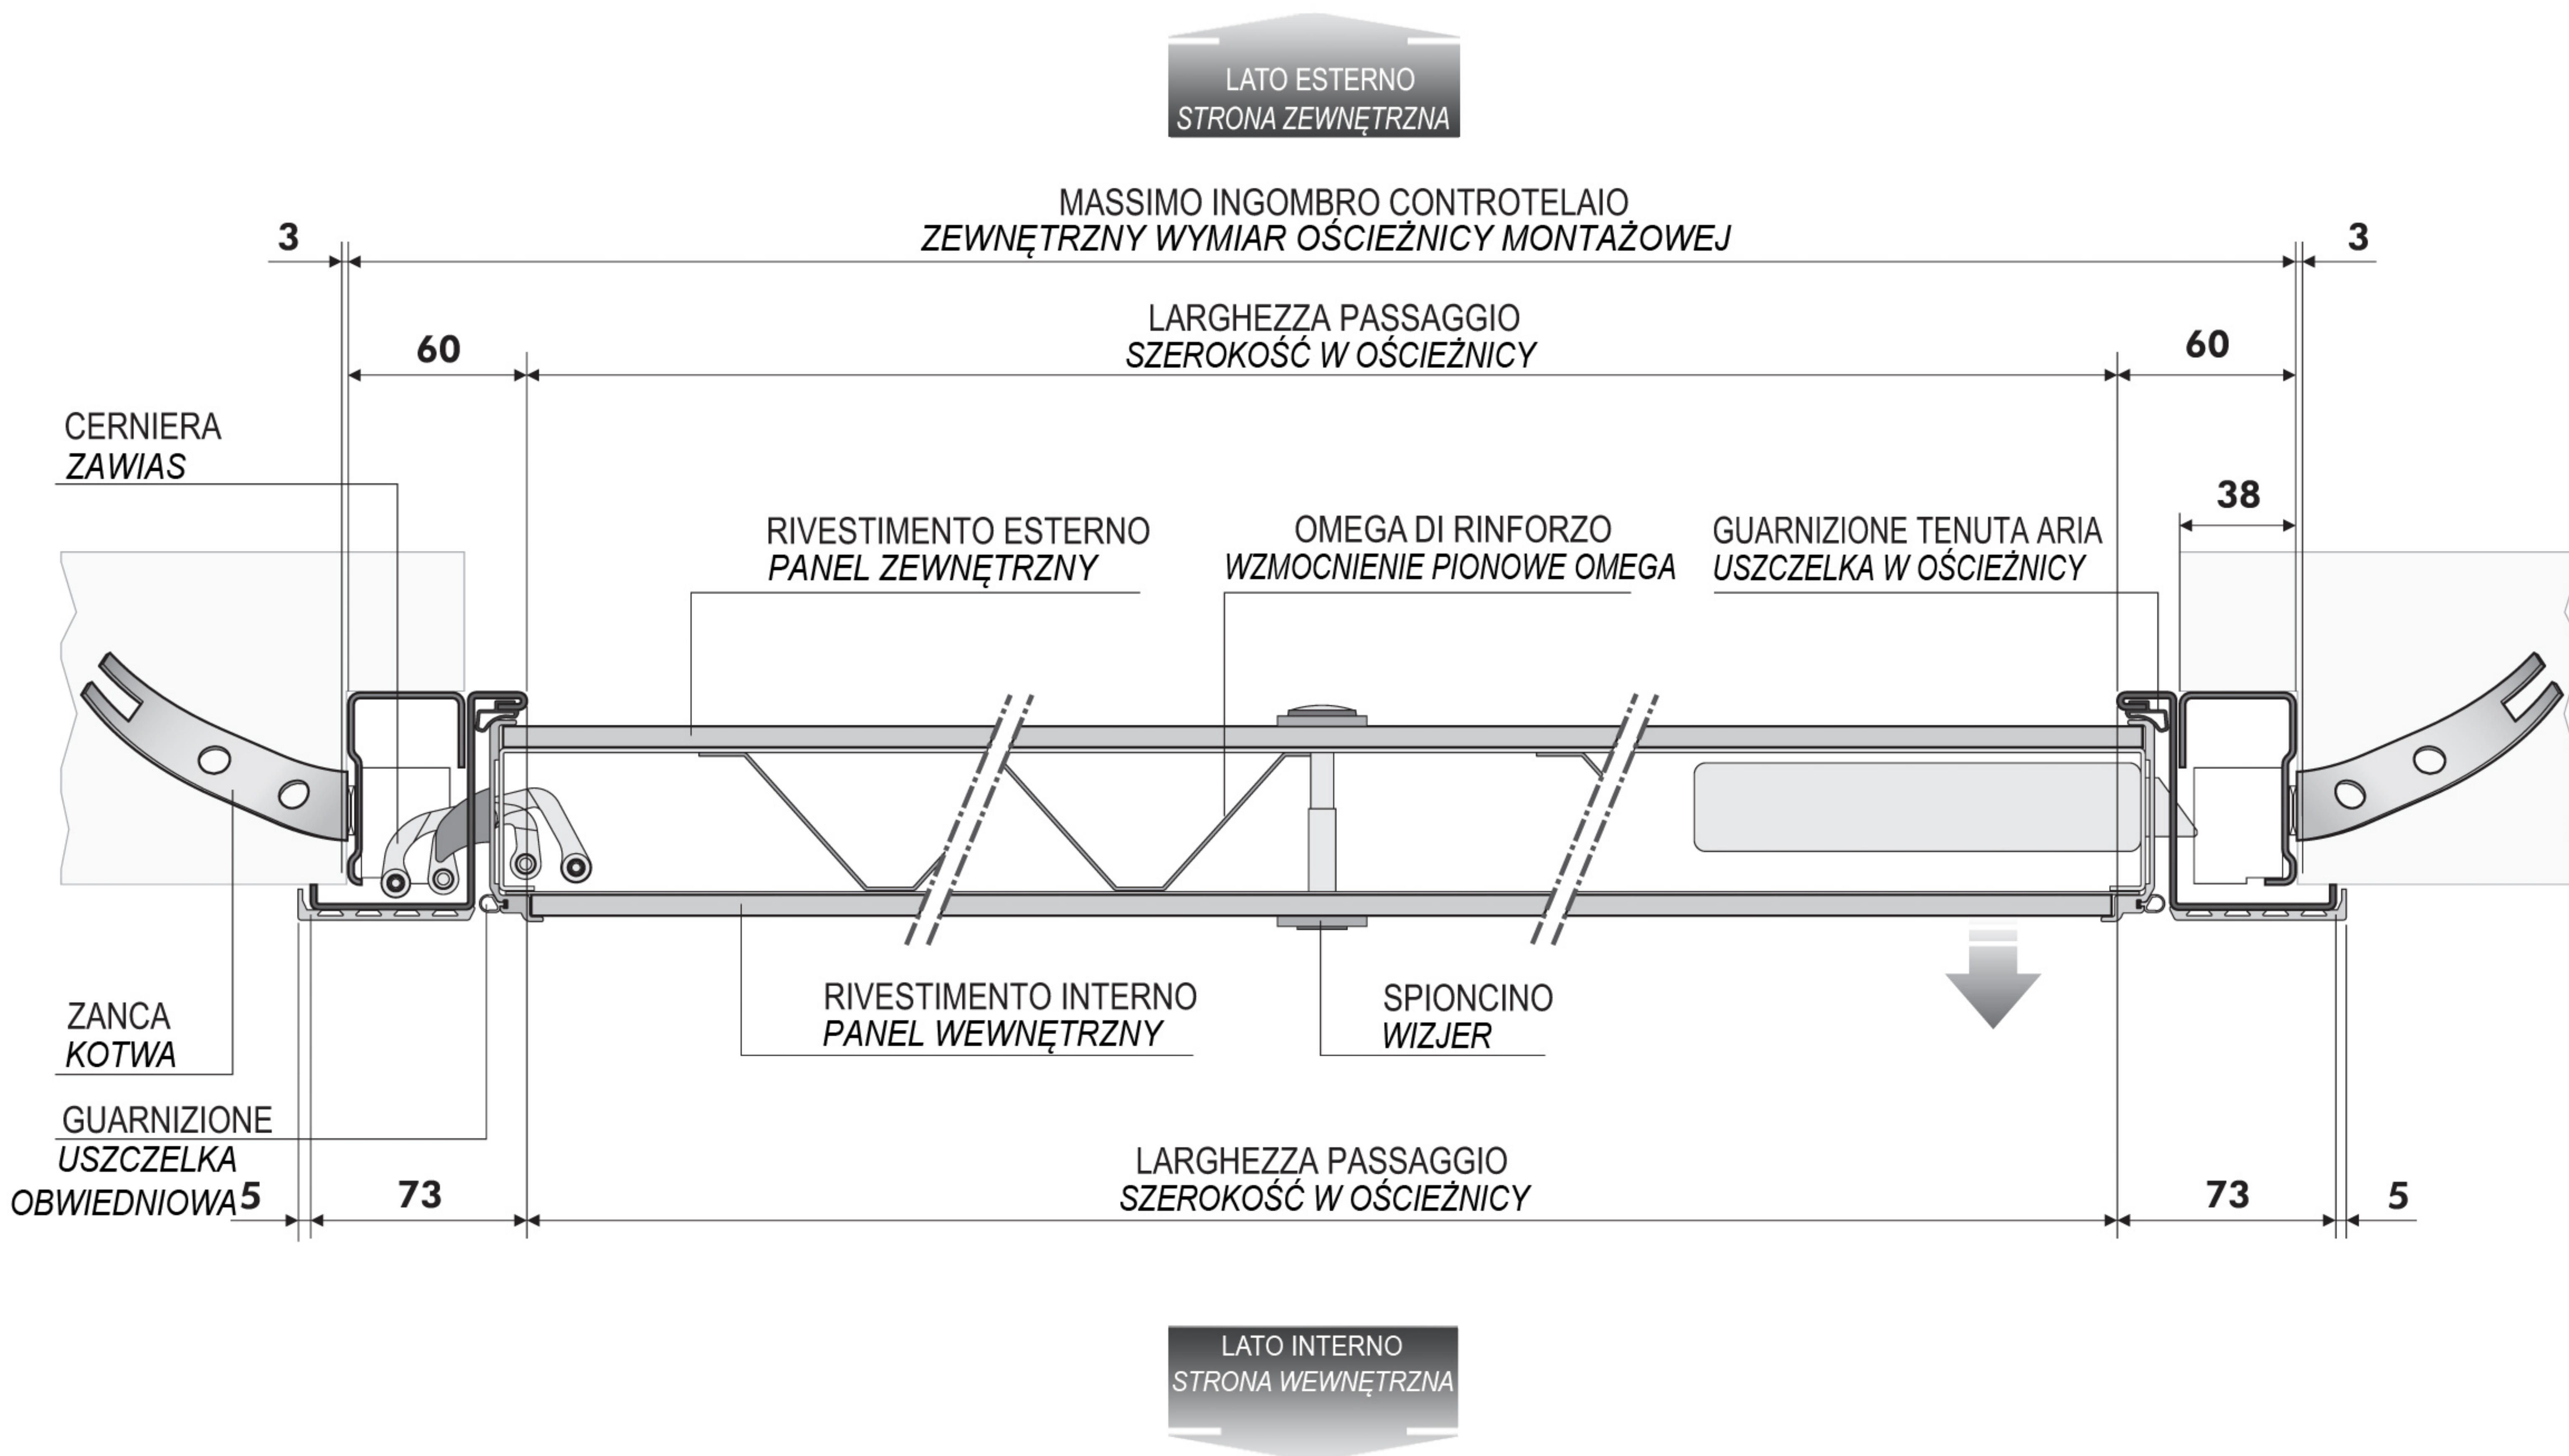 LATO ESTERNO
STRONA ZEWNĘTRZNA
MASSIMO INGOMBRO CONTROTELAIO
ZEWNĘTRZNY WYMIAR OŚCIEŻNICY MONTAŻOWEJ
3
3
LARGHEZZA PASSAGGIO
SZEROKOŚĆ W OŚCIEŻNICY
60
60
CERNIERA
ZAWIAS
38
RIVESTIMENTO ESTERNO
PANEL ZEWNĘTRZNY
OMEGA DI RINFORZO
WZMOCNIENIE PIONOWE OMEGA
GUARNIZIONE TENUTA ARIA
USZCZELKA W OŚCIEŻNICY
RIVESTIMENTO INTERNO
PANEL WEWNĘTRZNY
SPIONCINO
WIZJER
ZANCA
KOTWA
GUARNIZIONE
USZCZELKA
OBWIEDNIOWA
5
73
LARGHEZZA PASSAGGIO
SZEROKOŚĆ W OŚCIEŻNICY
73
5
LATO INTERNO
STRONA WEWNĘTRZNA